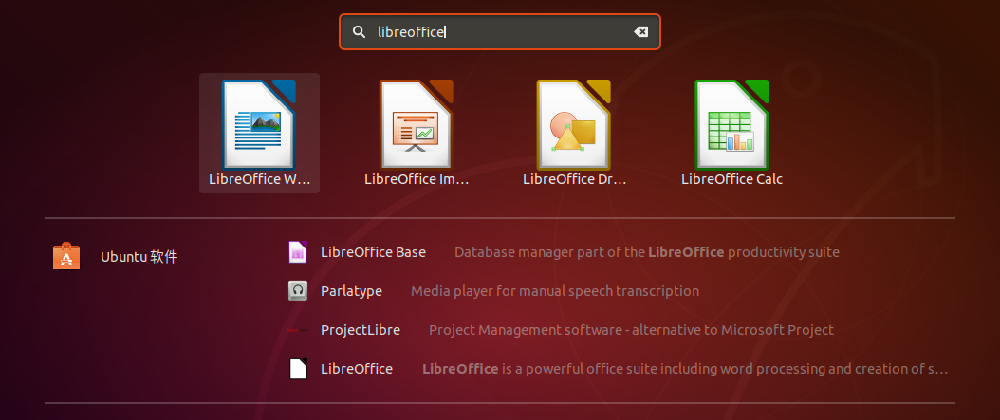 libreoffice
LibreOffice W...
LibreOffice Im...
LibreOffice Dr...
LibreOffice Calc
Ubuntu 软件
LibreOffice Base Database manager part of the LibreOffice productivity suite
Parlatype Media player for manual speech transcription
ProjectLibre Project Management software - alternative to Microsoft Project
LibreOffice LibreOffice is a powerful office suite including word processing and creation of s...